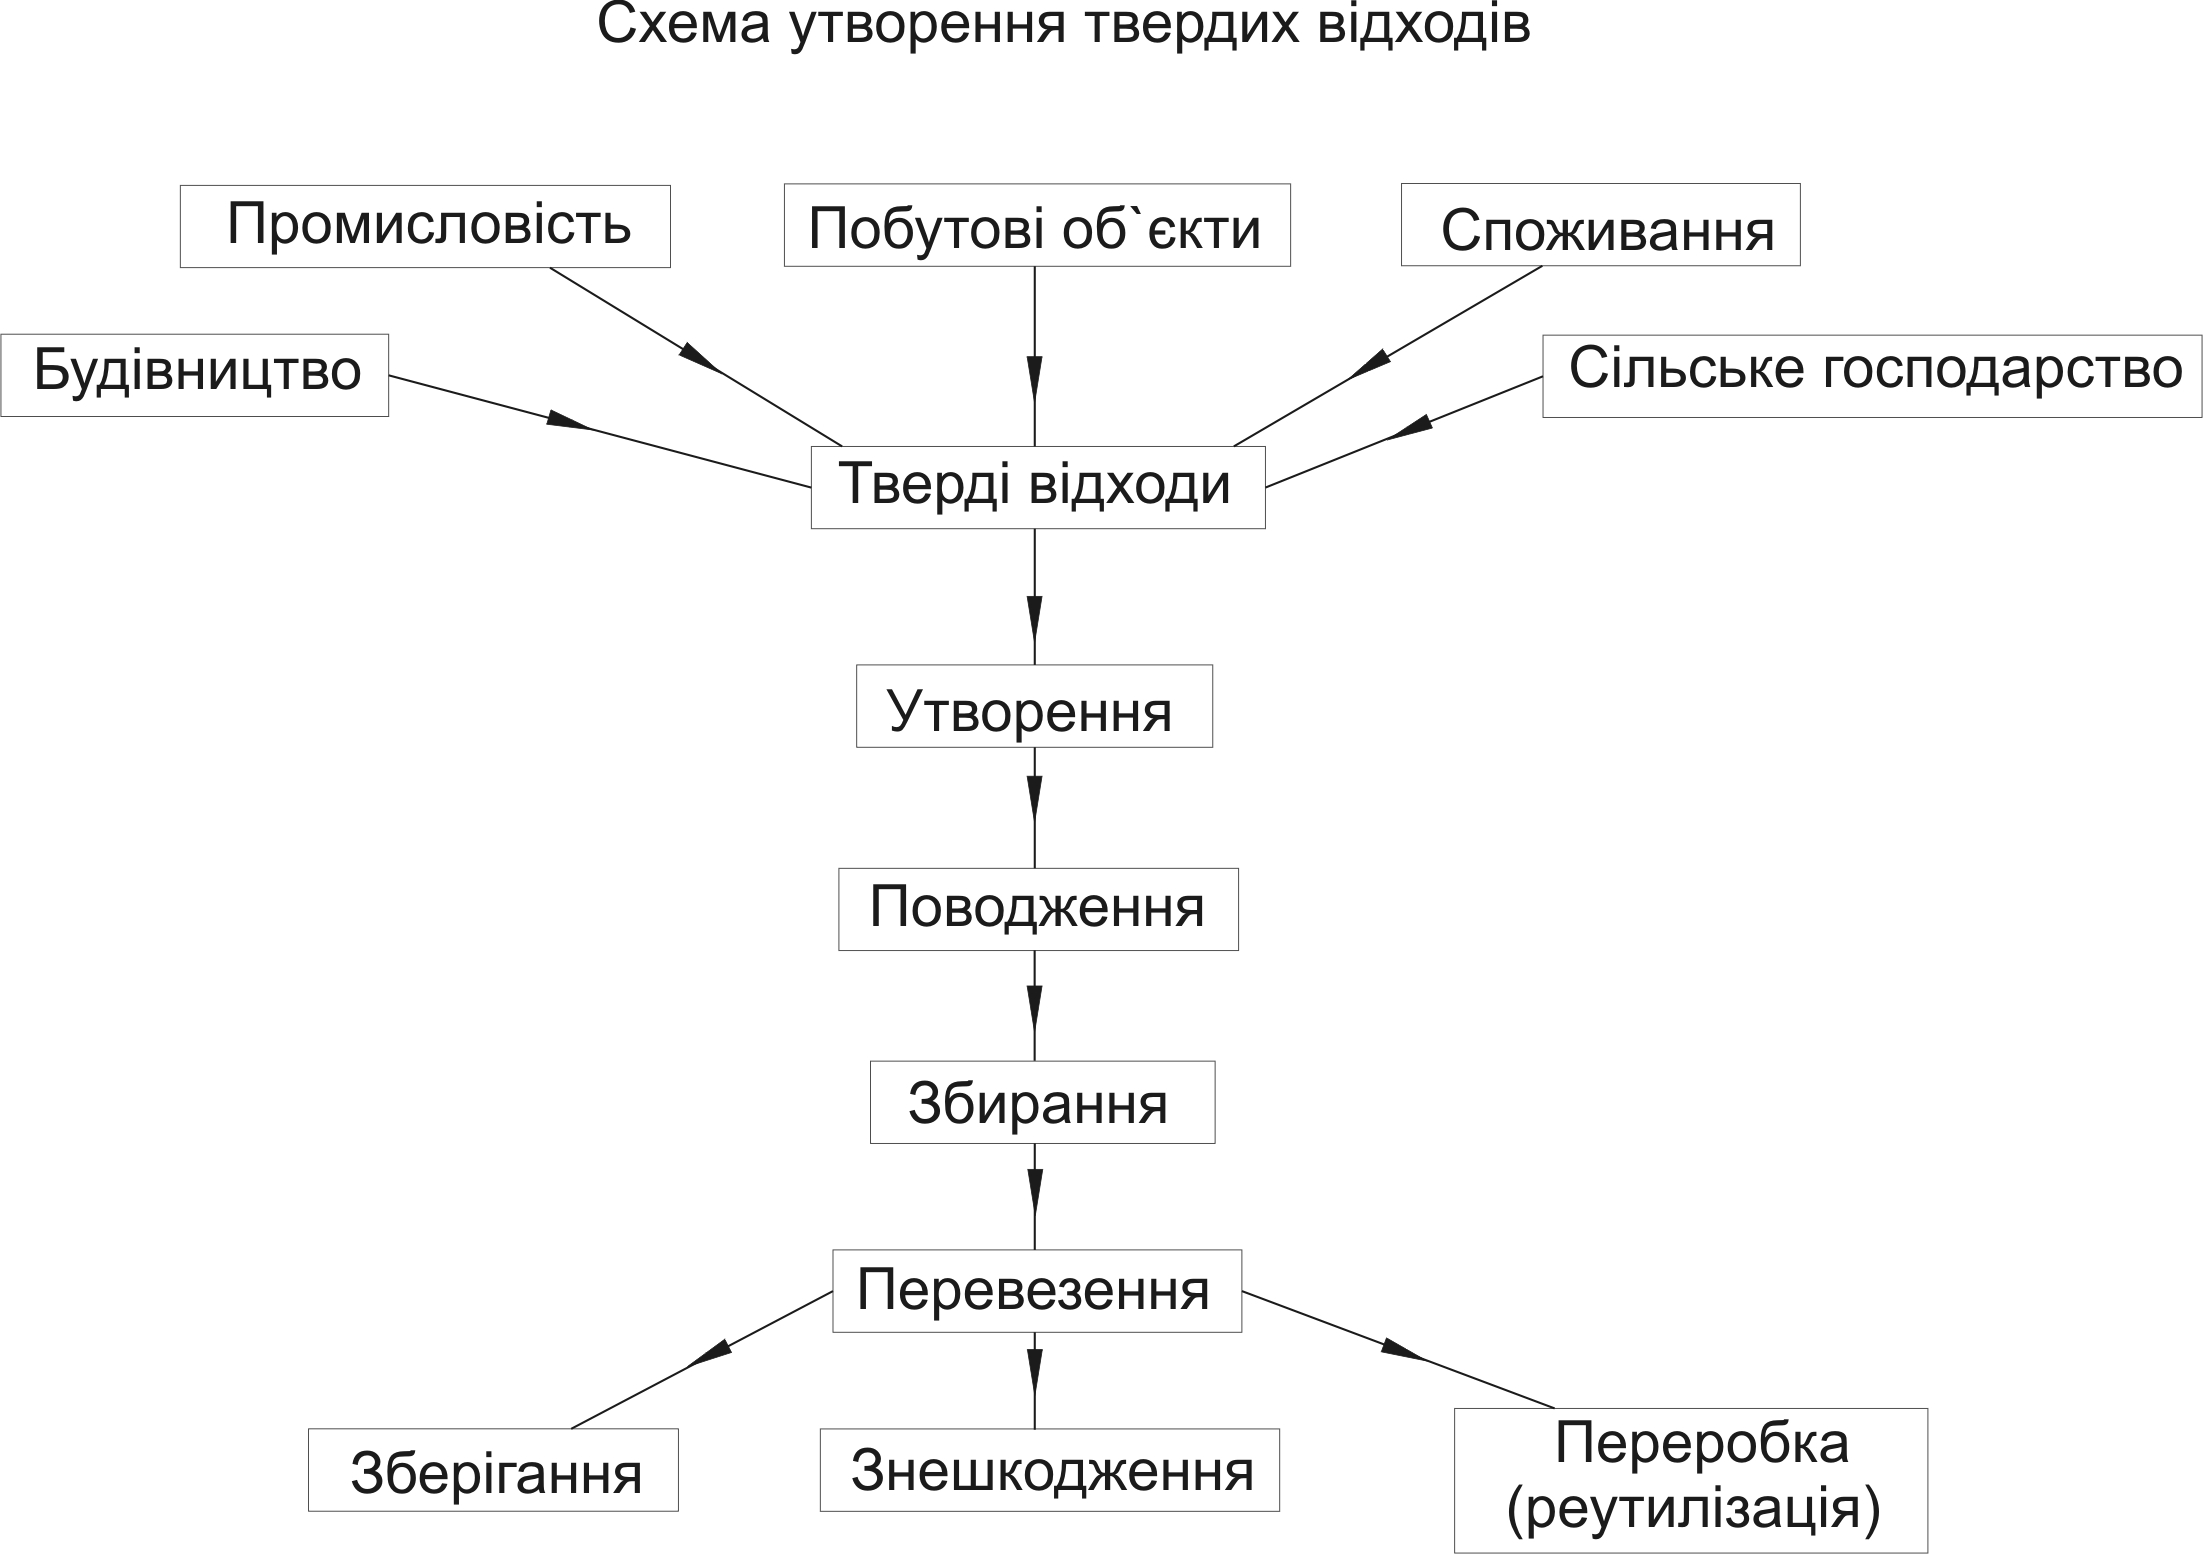 Схема утворення твердих відходів
Промисловість
Побутові об`єкти
Споживання
Будівництво
Сільське господарство
Тверді відходи
Утворення
Поводження
Збирання
Перевезення
Зберігання
Знешкодження
Переробка
(реутилізація)